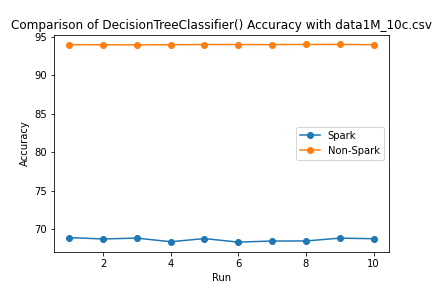 Comparison of DecisionTreeClassifier() Accuracy with data1M_10c.csv
95
90
85
80
75
70
Accuracy
Spark
Non-Spark
2
4
6
8
10
Run